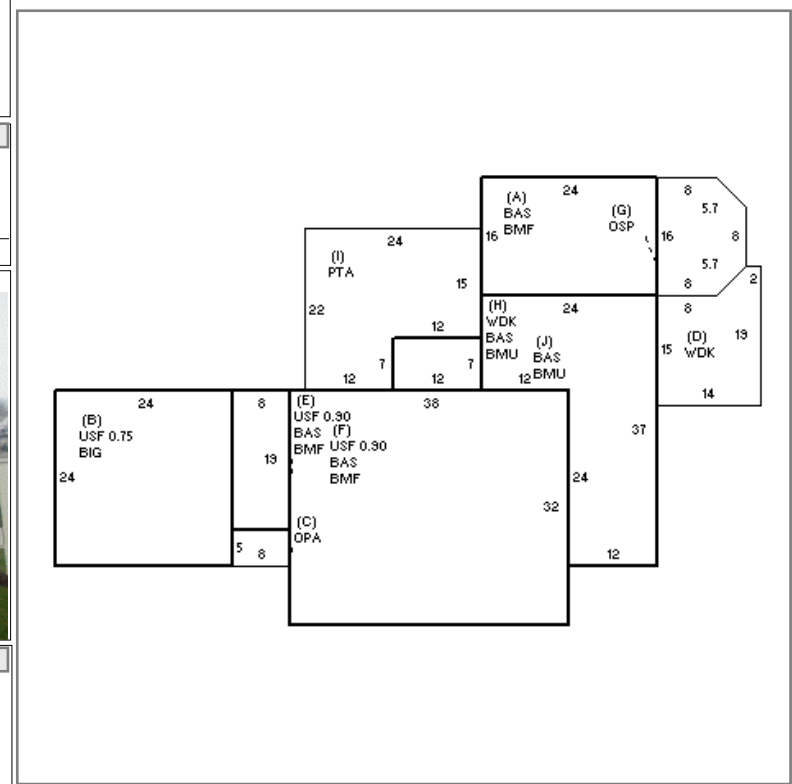 24
8
(A)
BAS
BMF
(G)
OSP
5.7
16
16
8
24
(I)
PTA
5.7
15
8
2
22
24
8
(H)
WDK
BAS
BMU
12
(D)
WDK
19
(J)
BAS
BMU
15
7
7
12
12
12
14
24
8
38
(E)
USF 0.90
BAS
BMF
(B)
USF 0.75
BIG
(F)
USF 0.90
BAS
BMF
37
19
24
24
32
(C)
OPA
5
8
12